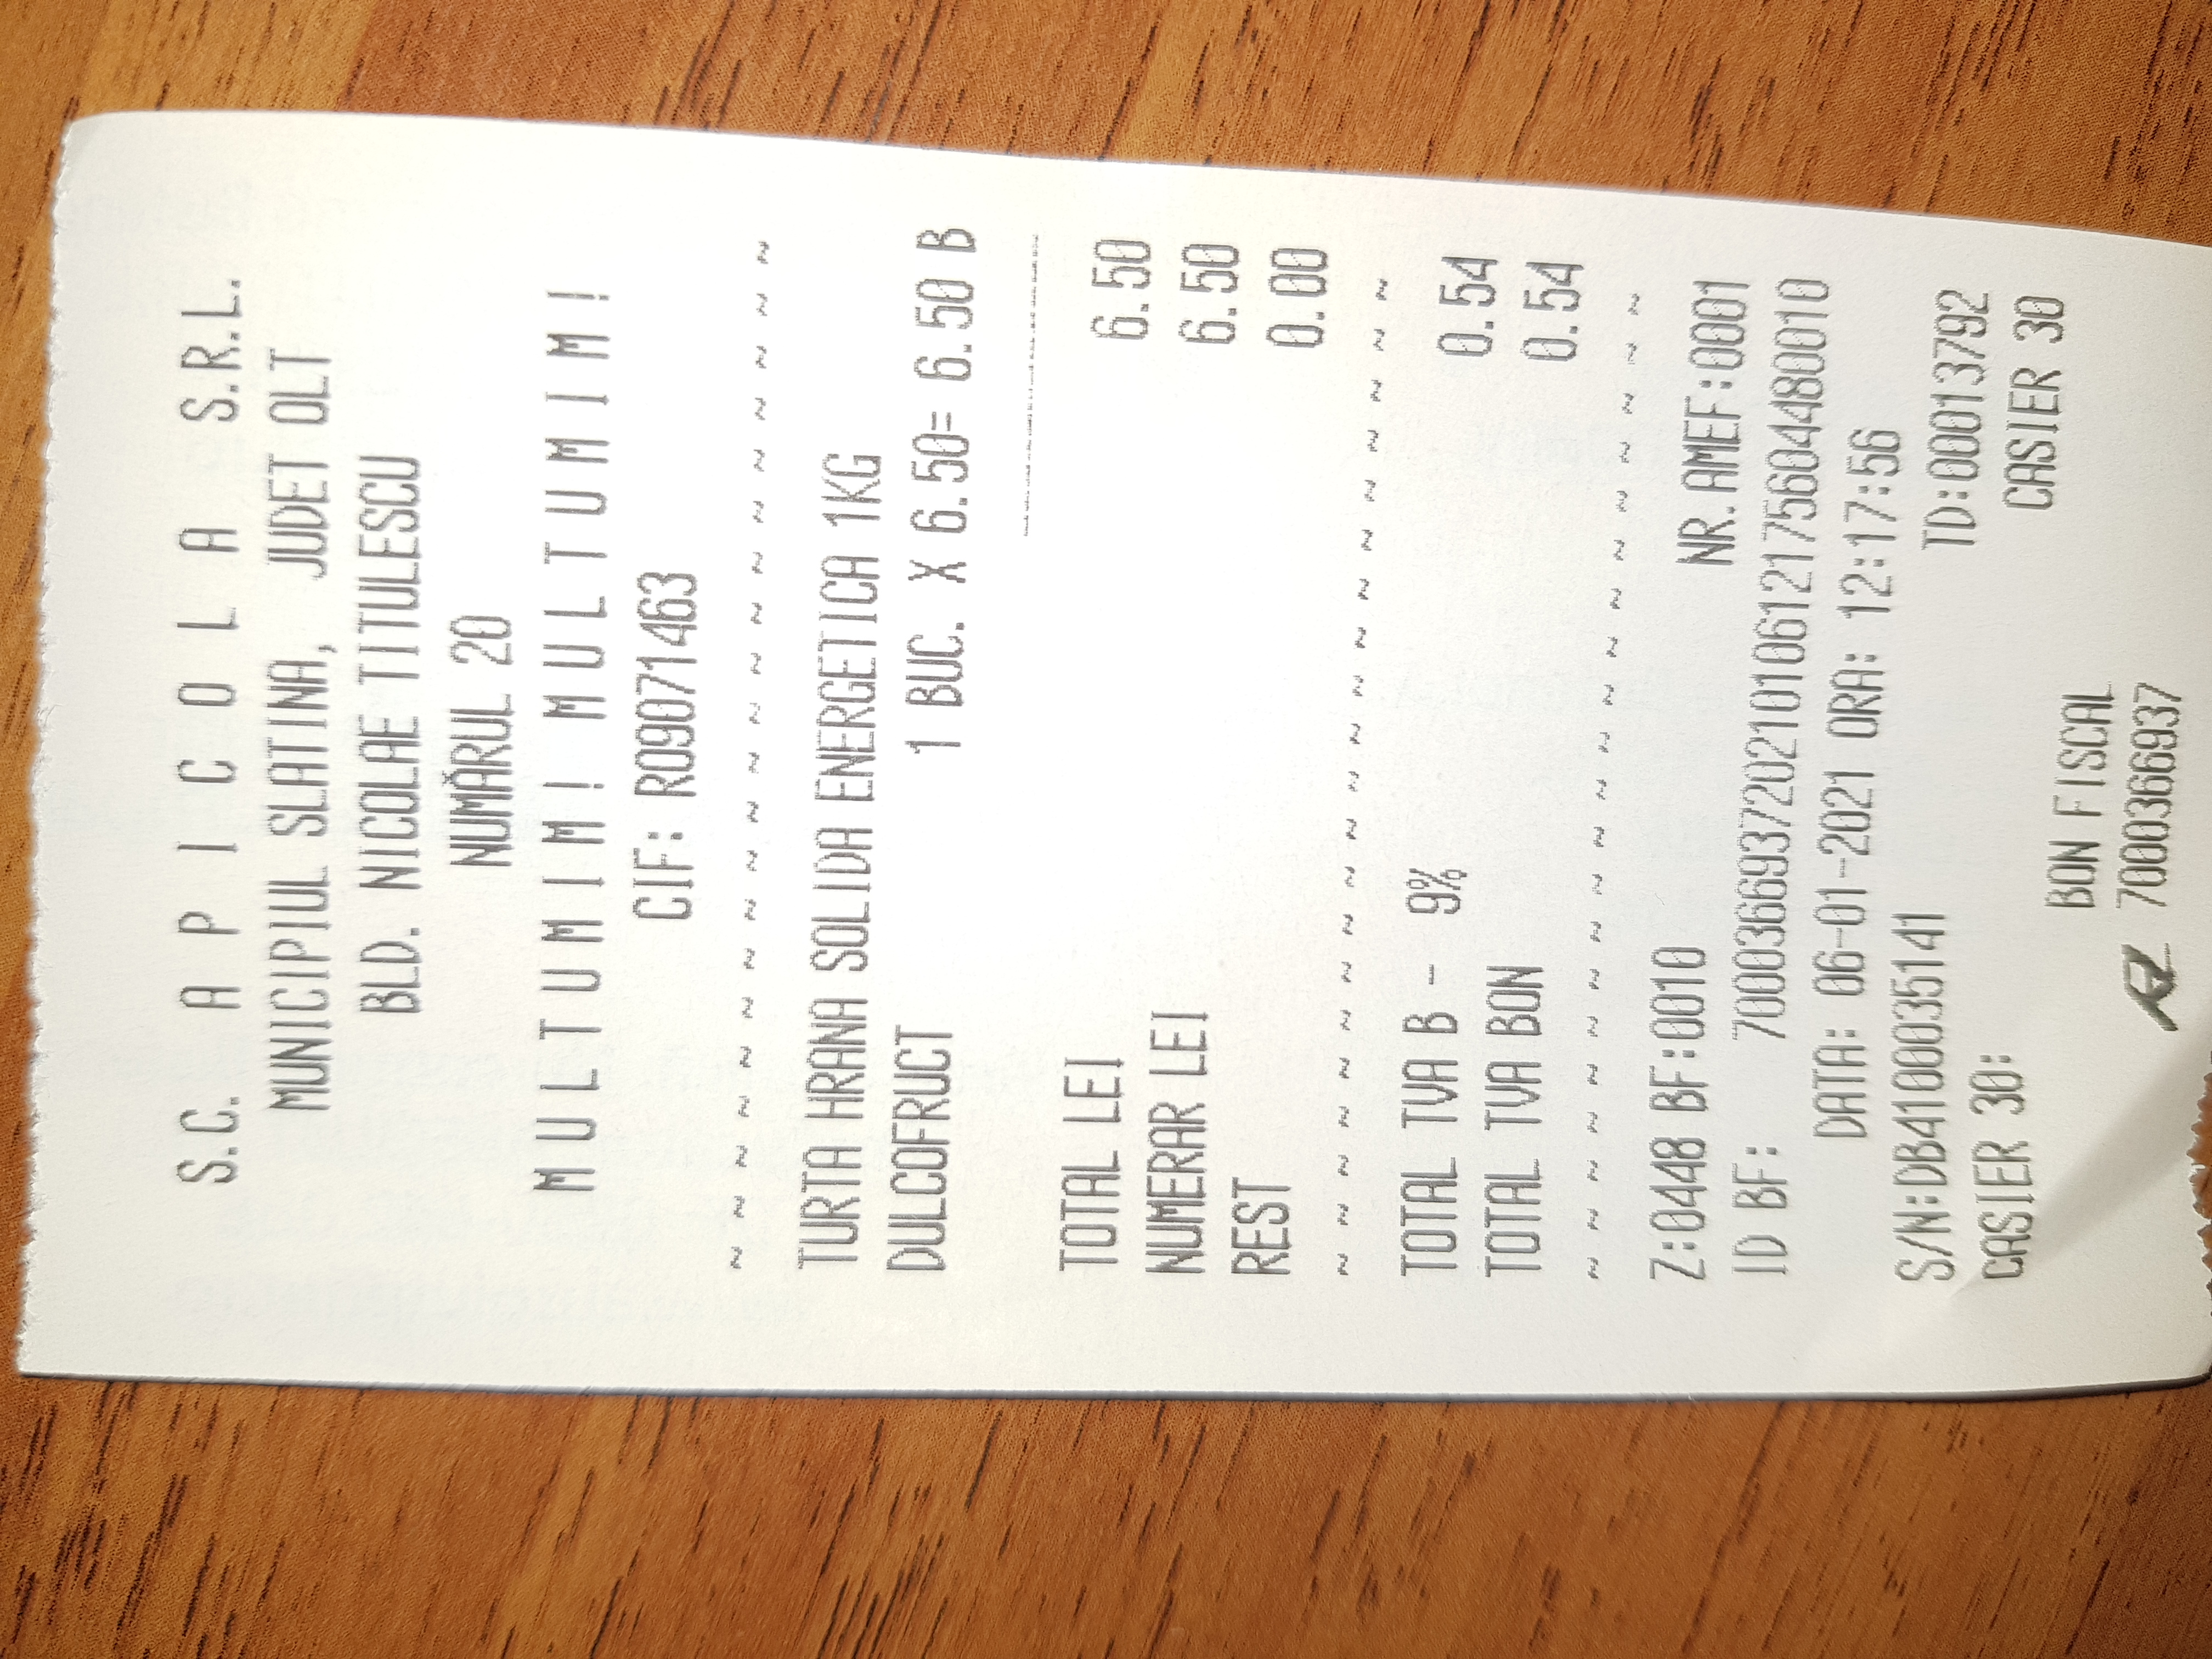 S.C. A P I C O L A S.R.L.
MUNICIPIUL SLATINA, JUDET OLT
BLD. NICOLAE TITULESCU
NUMĂRUL 20
M U L T U M I M ! M U L T U M I M !
CIF: RO9071463
~ ~ ~ ~ ~ ~ ~ ~ ~ ~ ~ ~ ~ ~ ~ ~ ~ ~ ~ ~ ~
TURTA HRANA SOLIDA ENERGETICA 1KG
DULCOFRUCT 1 BUC. X 6.50= 6.50 B
TOTAL LEI 6.50
NUMERAR LEI 6.50
REST 0.00
~ ~ ~ ~ ~ ~ ~ ~ ~ ~ ~ ~ ~ ~ ~ ~ ~ ~ ~ ~ ~
TOTAL TVA B - 9% 0.54
TOTAL TVA BON 0.54
~ ~ ~ ~ ~ ~ ~ ~ ~ ~ ~ ~ ~ ~ ~ ~ ~ ~ ~ ~ ~
Z:0448 BF:0010 NR.AMEF:0001
ID BF: 70003669372021010612175604480010
DATA: 06-01-2021 ORA: 12:17:56
S/N:DB4100035141 TD:00013792
CASIER 30: CASIER 30
BON FISCAL
7000366937